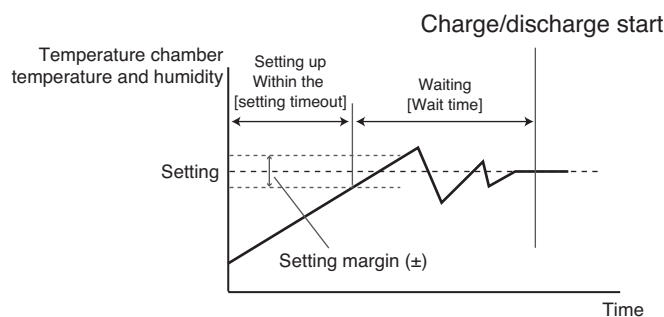 Charge/discharge start
Temperature chamber
temperature and humidity
Setting up
Within the
[setting timeout]
Waiting
[Wait time]
Setting
Setting margin (±)
Time